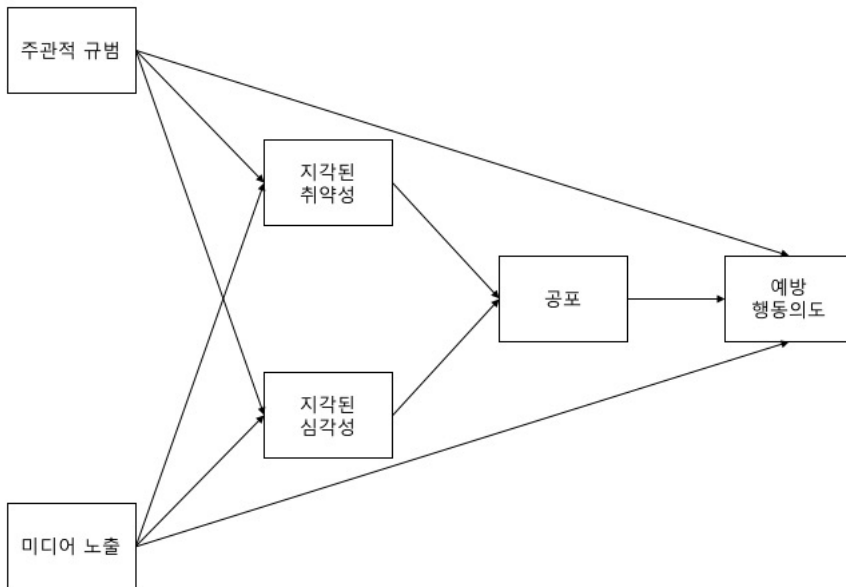 주관적 규범
지각된
취약성
공포
예방
행동의도
지각된
심각성
미디어 노출